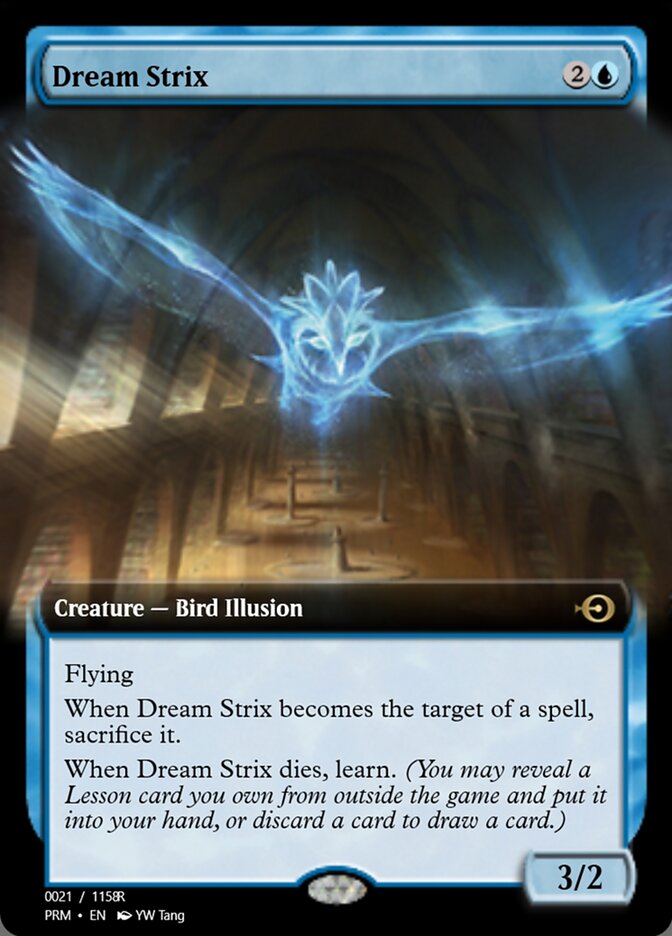 Dream Strix 2
Creature — Bird Illusion
Flying
When Dream Strix becomes the target of a spell,
sacrifice it.
When Dream Strix dies, learn. (You may reveal a
Lesson card you own from outside the game and put it
into your hand, or discard a card to draw a card.)
3/2
0021 / 1158R
PRM • EN YW Tang